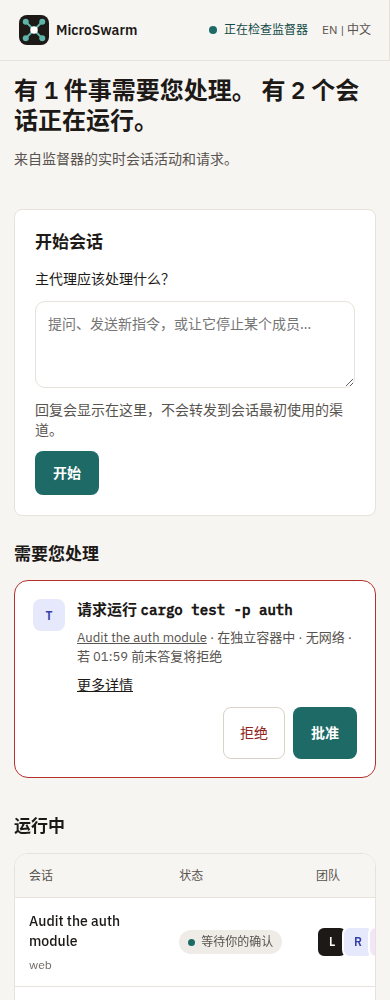 MicroSwarm
正在检查监督器
EN | 中文
有 1 件事需要您处理。 有 2 个会
话正在运行。
来自监督器的实时会话活动和请求。
开始会话
主代理应该处理什么?
提问、发送新指令，或让它停止某个成员...
回复会显示在这里，不会转发到会话最初使用的渠
道。
开始
需要您处理
T
请求运行 cargo test -p auth
Audit the auth module · 在独立容器中 · 无网络 ·
若 01:59 前未答复将拒绝
更多详情
拒绝
批准
运行中
会话
状态
团队
Audit the auth
module
web
等待你的确认
L
R